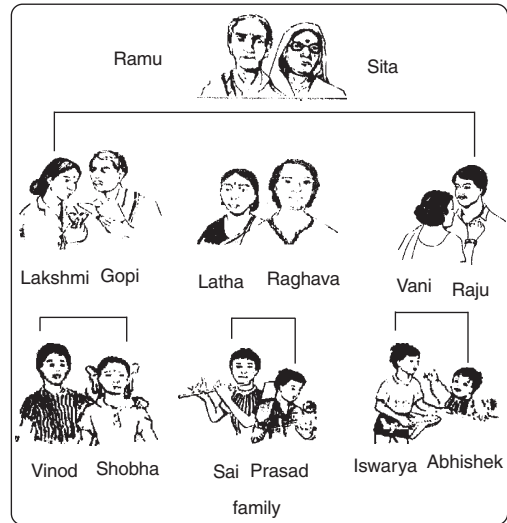 Ramu Sita
Lakshmi Gopi Latha Raghava Vani Raju
Vinod Shobha Sai Prasad Iswarya Abhishek
family